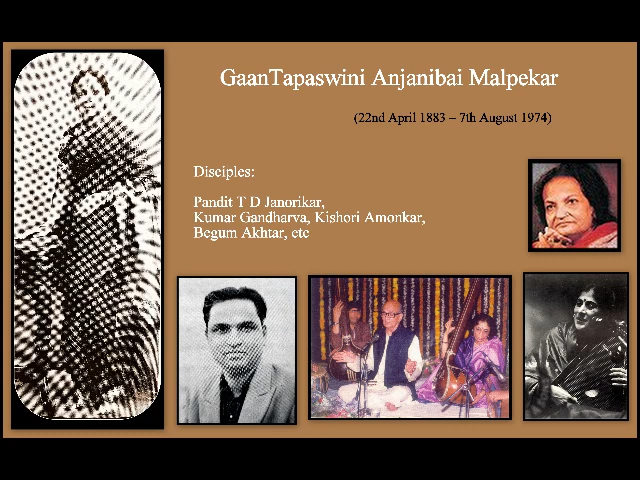 GaanTapaswini Anjanibai Malpekar
(22nd April 1883 – 7th August 1974)
Disciples:
Pandit T D Janorikar,
Kumar Gandharva, Kishori Amonkar,
Begum Akhtar, etc